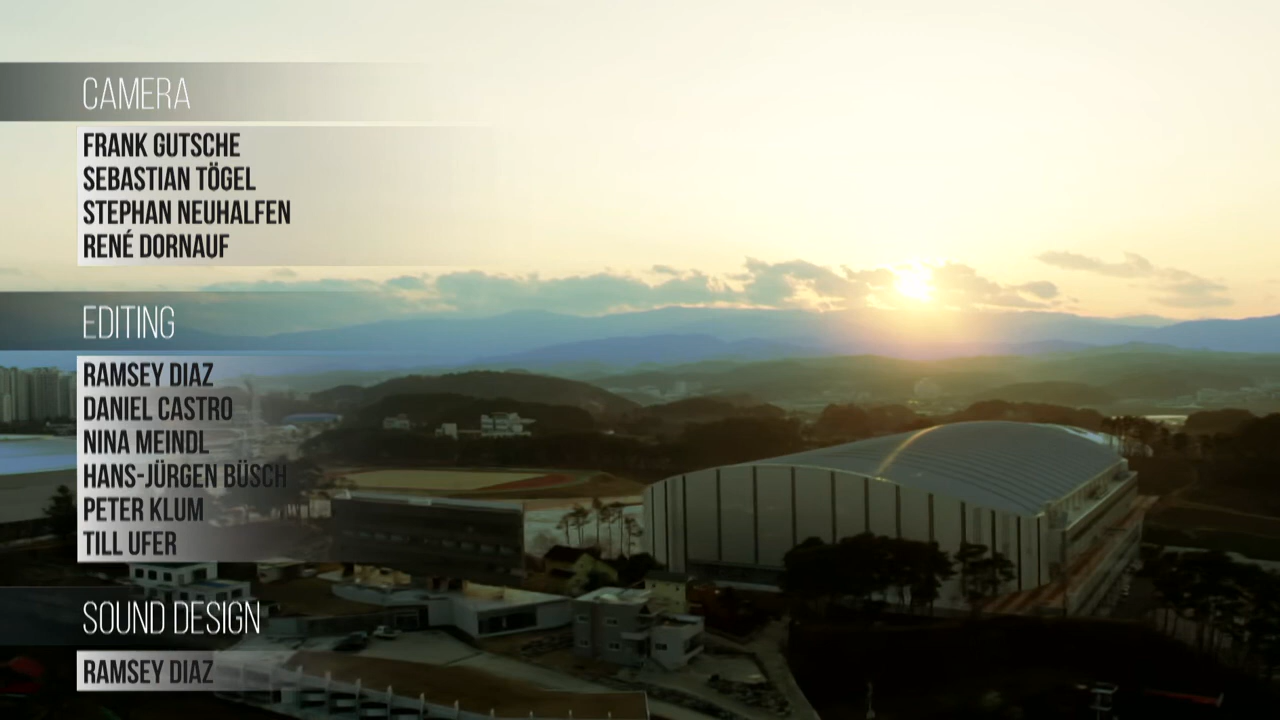 CAMERA
FRANK GUTSCHE
SEBASTIAN TÖGEL
STEPHAN NEUHALFEN
RENÉ DORNAUF
EDITING
RAMSEY DIAZ
DANIEL CASTRO
NINA MEINDL
HANS-JÜRGEN BÜSCH
PETER KLUM
TILL UFER
SOUND DESIGN
RAMSEY DIAZ